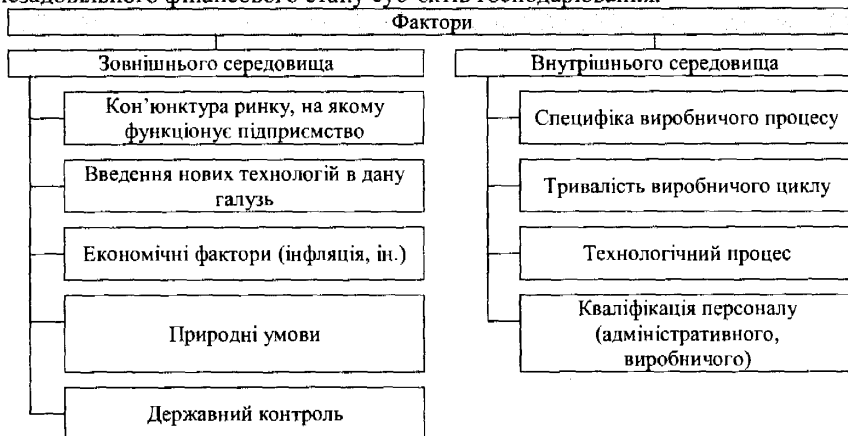 фінансового стану суб'єктів господарювання.
Фактори
Зовнішнього середовища
Кон'юнктура ринку, на якому
функціонує підприємство
Введення нових технологій в дану
галузь
Економічні фактори (інфляція, ін.)
Природні умови
Державний контроль
Внутрішнього середовища
Специфіка виробничого процесу
Тривалість виробничого циклу
Технологічний процес
Кваліфікація персоналу
(адміністративного,
виробничого)